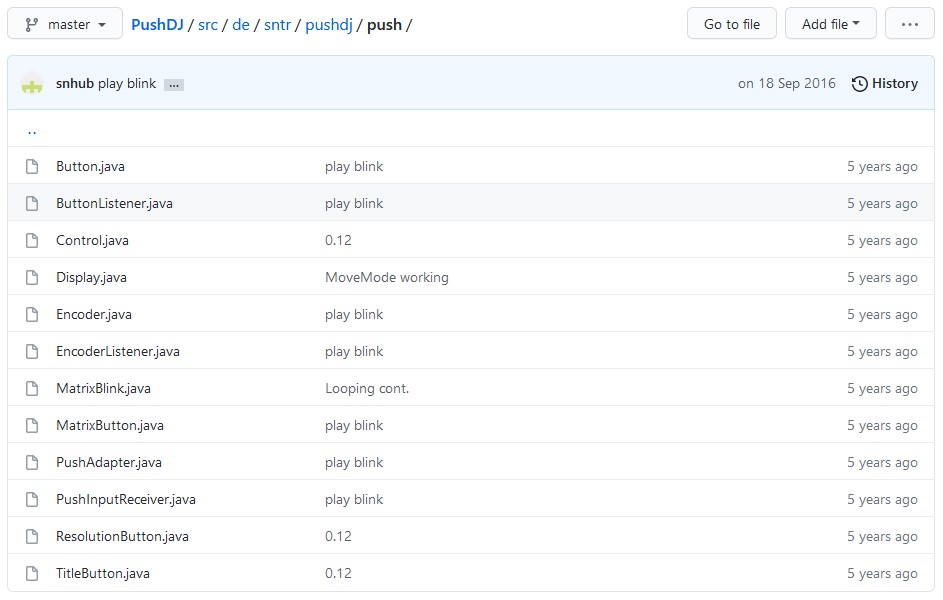 master PushDJ / src / de / sntr / pushdj / push / Go to file Add file ...
snhub play blink ... on 18 Sep 2016 History
..
Button.java play blink 5 years ago
ButtonListener.java play blink 5 years ago
Control.java 0.12 5 years ago
Display.java MoveMode working 5 years ago
Encoder.java play blink 5 years ago
EncoderListener.java play blink 5 years ago
MatrixBlink.java Looping cont. 5 years ago
MatrixButton.java play blink 5 years ago
PushAdapter.java play blink 5 years ago
PushInputReceiver.java play blink 5 years ago
ResolutionButton.java 0.12 5 years ago
TitleButton.java 0.12 5 years ago